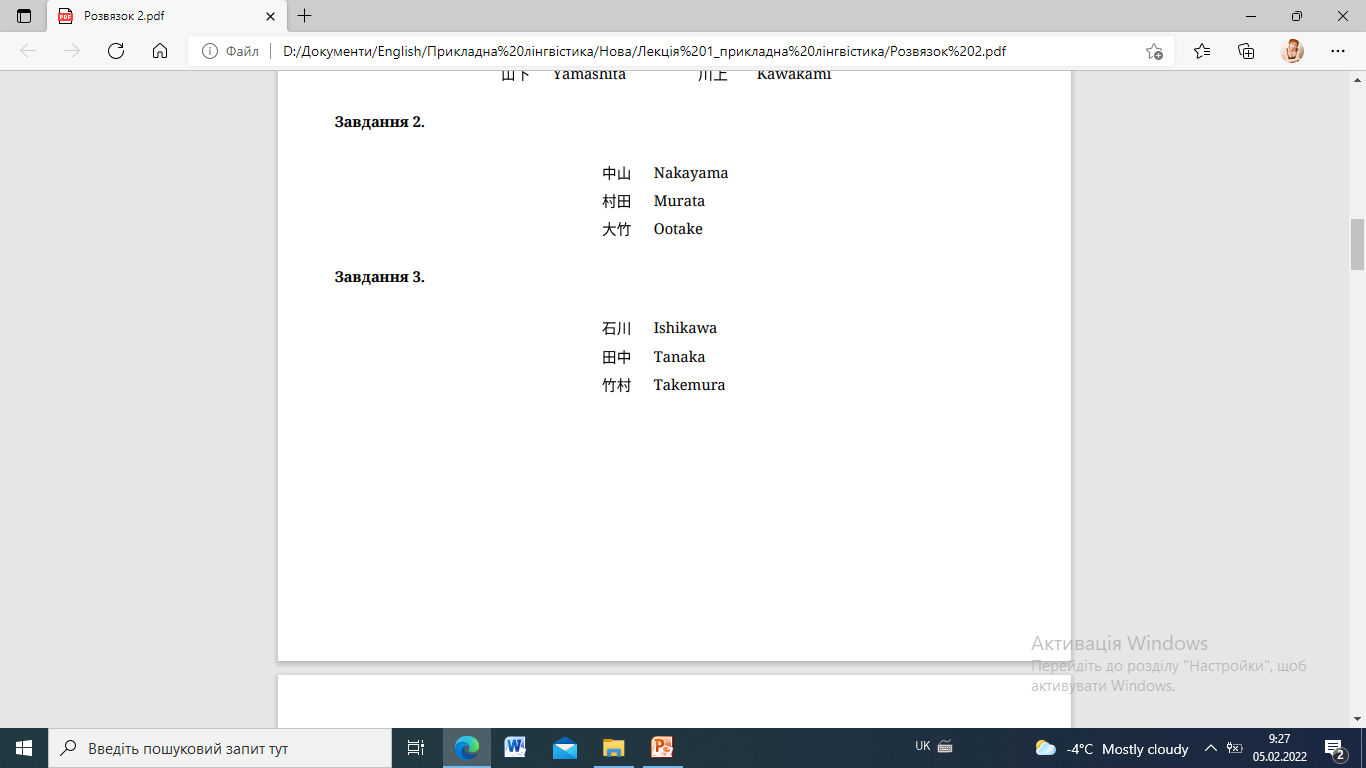 Розвязок 2.pdf
Файл D:/Документи/English/Прикладна%20лінгвістика/Нова/Лекція%201_прикладна%20лінгвістика/Розвязок%202.pdf
山下 Yamashita 川上 Kawakami
Завдання 2.
中山 Nakayama
村田 Murata
大竹 Ootake
Завдання 3.
石川 Ishikawa
田中 Tanaka
竹村 Takemura
Активація Windows
Перейдіть до розділу "Настройки", щоб
активувати Windows.
Введіть пошуковий запит тут
UK
-4°C Mostly cloudy
9:27
05.02.2022
2